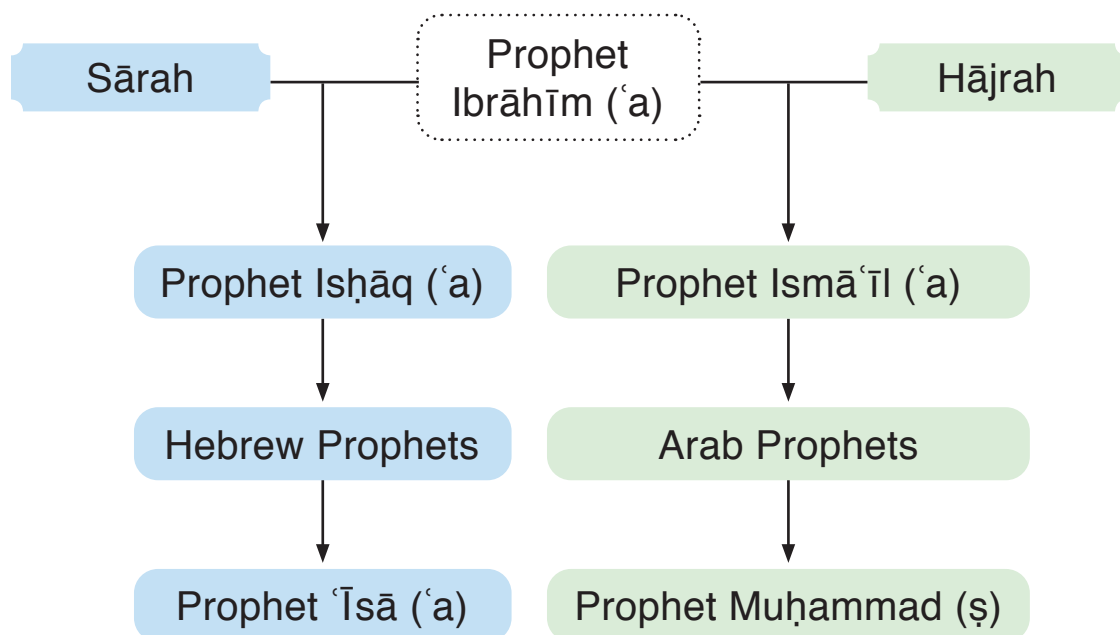 Sārah
Prophet
Ibrāhīm (ʿa)
Hājrah
Prophet Isḥāq (ʿa)
Prophet Ismāʿīl (ʿa)
Hebrew Prophets
Arab Prophets
Prophet ʿĪsā (ʿa)
Prophet Muḥammad (ṣ)